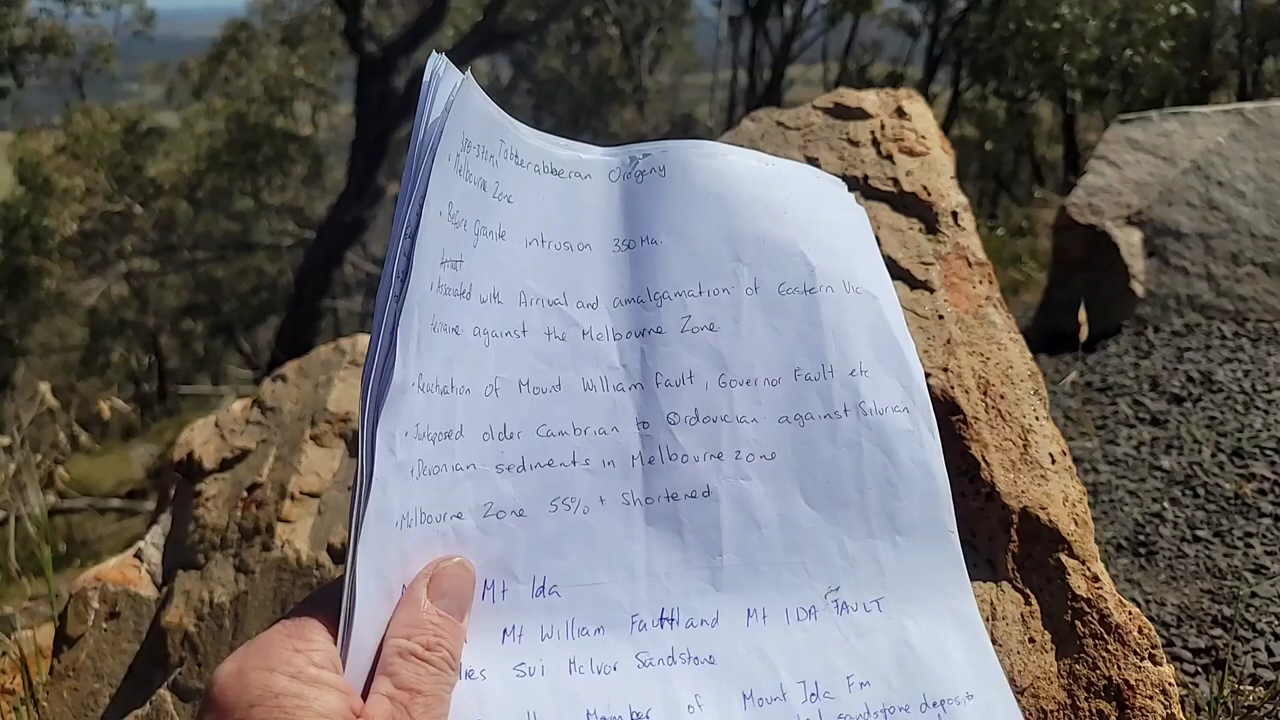 Tabberabberan Orogeny
• Melbourne Zone
• Before granite intrusion 350 Ma.
• Associated with Arrival and amalgamation of Eastern Vic
terraine against the Melbourne Zone.
• Reactivation of Mount William fault, Governor Fault etc
• Juxtaposed older Cambrian to Ordovician against Silurian
+ Devonian sediments in Melbourne zone
• Melbourne Zone 55% + Shortened
Mt Ida
Mt William Fault and Mt IDA FAULT
lies McIvor Sandstone
Member of Mount Ida Fm
sandstone deposit